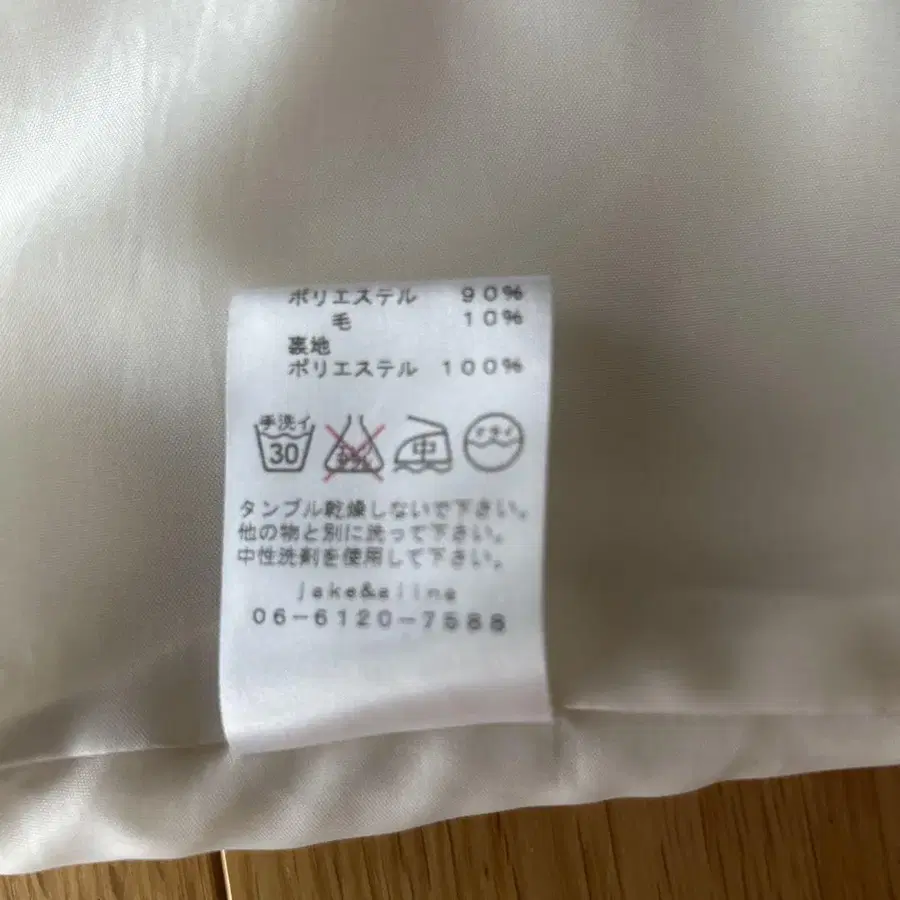 ポリエステル 90%
毛 10%
裏地
ポリエステル 100%
手洗イ
30
中
ドライ
タンブル乾燥しないで下さい。
他の物と別に洗って下さい。
中性洗剤を使用して下さい。
06-6120-7588